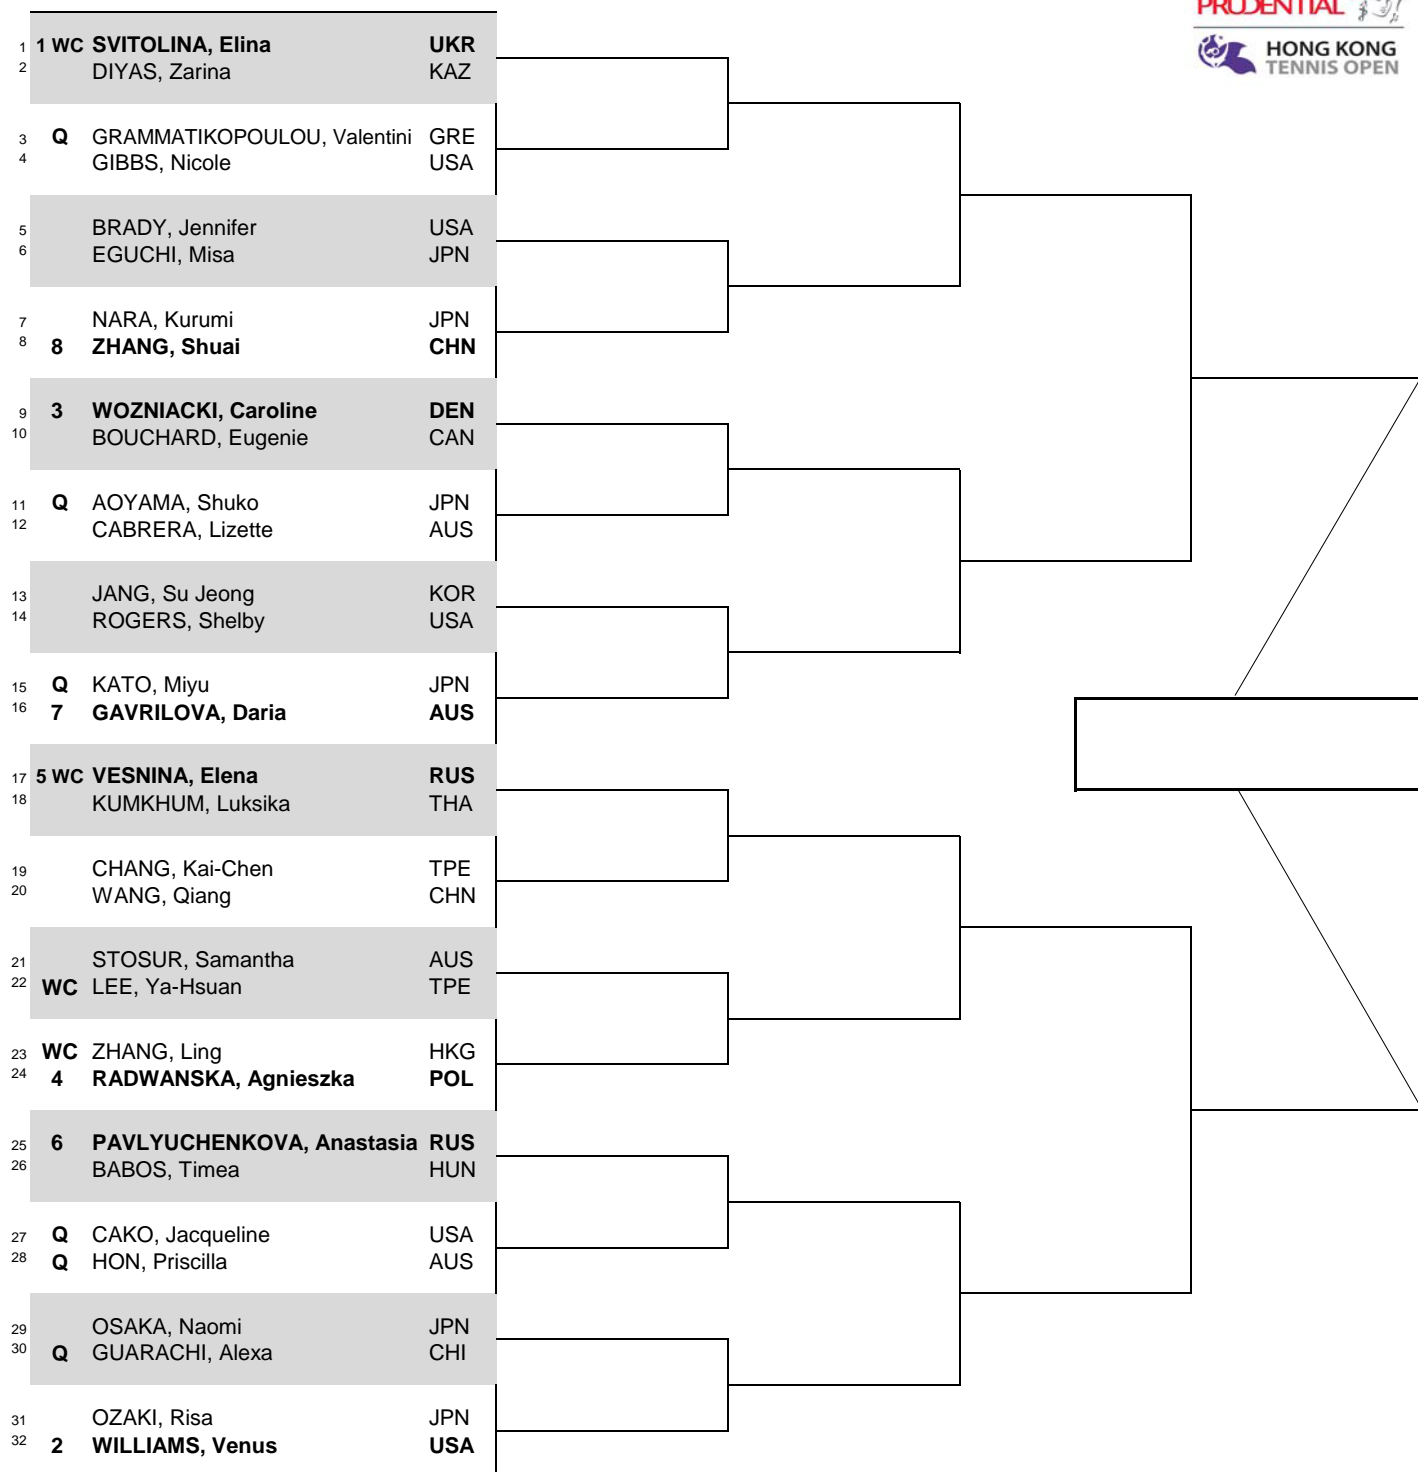 PRUDENTIAL
HONG KONG
TENNIS OPEN
1 1 WC SVITOLINA, Elina UKR
2 DIYAS, Zarina KAZ
3 Q GRAMMATIKOPOULOU, Valentini GRE
4 GIBBS, Nicole USA
5 BRADY, Jennifer USA
6 EGUCHI, Misa JPN
7 NARA, Kurumi JPN
8 8 ZHANG, Shuai CHN
9 3 WOZNIACKI, Caroline DEN
10 BOUCHARD, Eugenie CAN
11 Q AOYAMA, Shuko JPN
12 CABRERA, Lizette AUS
13 JANG, Su Jeong KOR
14 ROGERS, Shelby USA
15 Q KATO, Miyu JPN
16 7 GAVRILOVA, Daria AUS
17 5 WC VESNINA, Elena RUS
18 KUMKHUM, Luksika THA
19 CHANG, Kai-Chen TPE
20 WANG, Qiang CHN
21 STOSUR, Samantha AUS
22 WC LEE, Ya-Hsuan TPE
23 WC ZHANG, Ling HKG
24 4 RADWANSKA, Agnieszka POL
25 6 PAVLYUCHENKOVA, Anastasia RUS
26 BABOS, Timea HUN
27 Q CAKO, Jacqueline USA
28 Q HON, Priscilla AUS
29 OSAKA, Naomi JPN
30 Q GUARACHI, Alexa CHI
31 OZAKI, Risa JPN
32 2 WILLIAMS, Venus USA